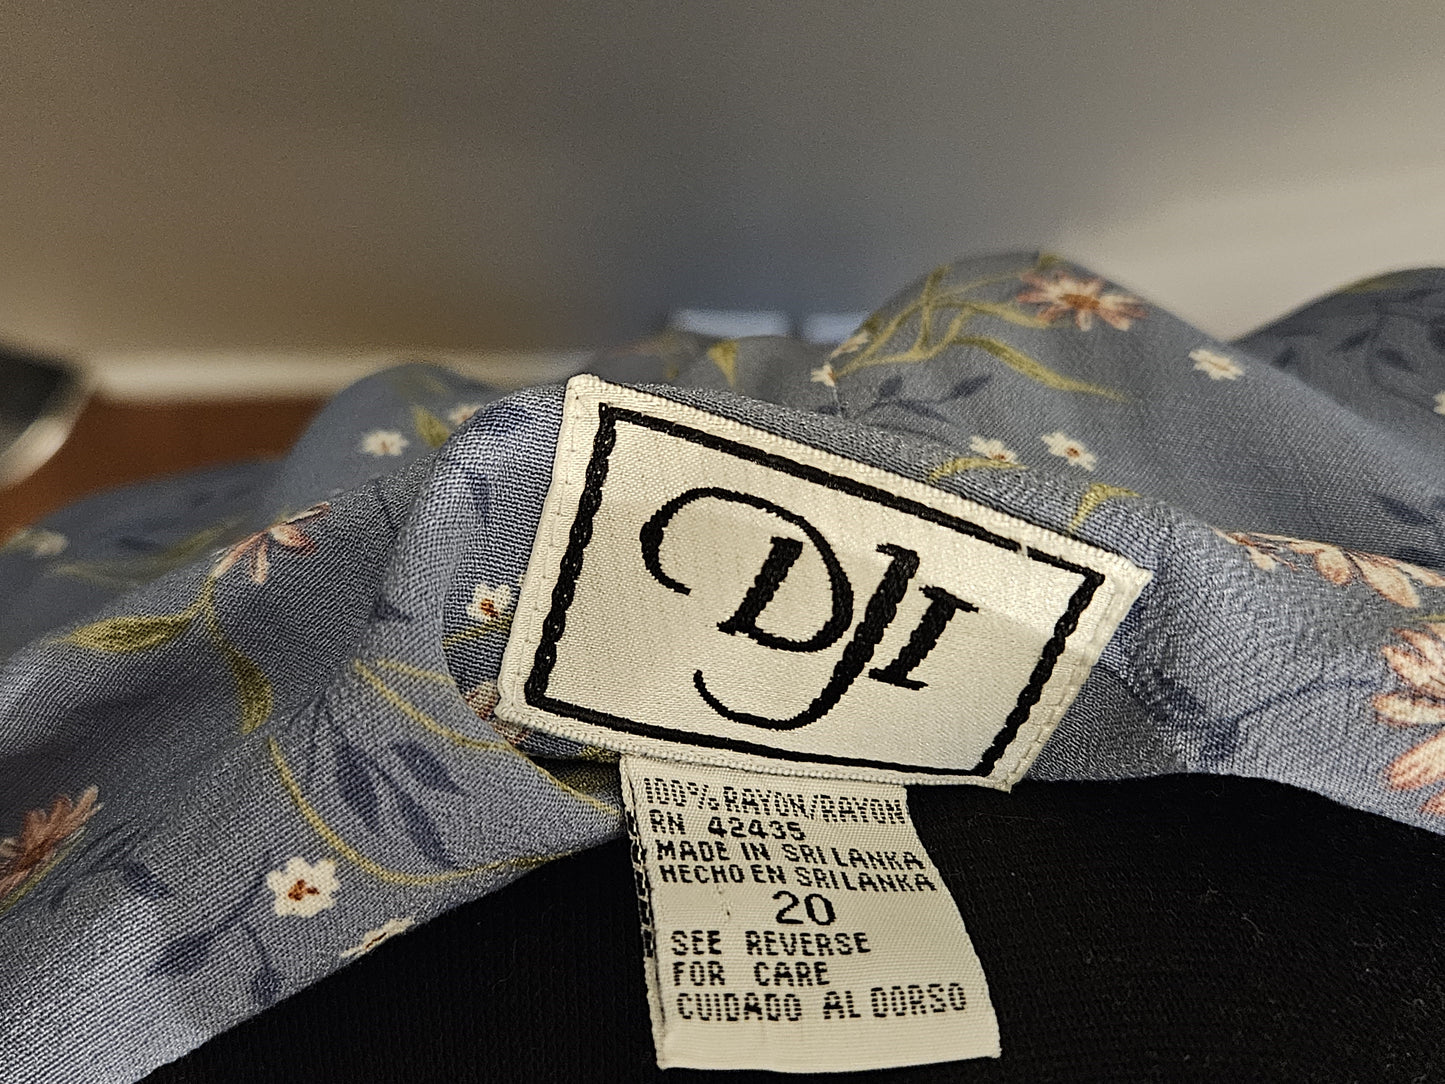 DJI
100% RAYON/RAYON
RN 42435
MADE IN SRI LANKA
HECHO EN SRI LANKA
20
SEE REVERSE
FOR CARE
CUIDADO AL DORSO